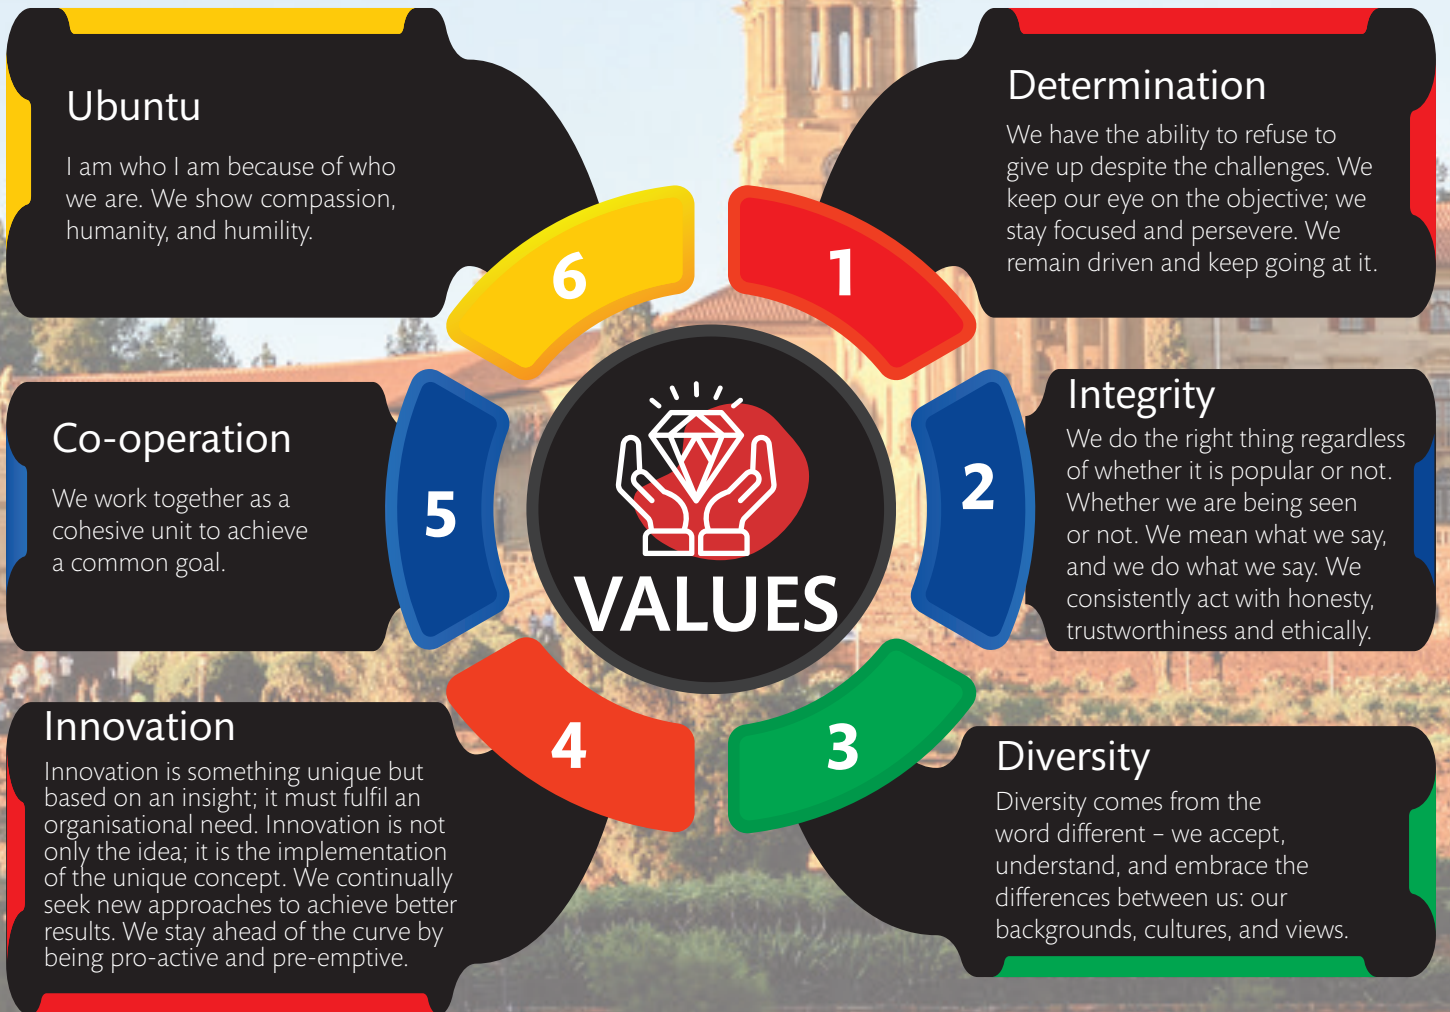 Ubuntu
I am who I am because of who
we are. We show compassion,
humanity, and humility.
6
Determination
We have the ability to refuse to
give up despite the challenges. We
keep our eye on the objective; we
stay focused and persevere. We
remain driven and keep going at it.
1
Integrity
We do the right thing regardless
of whether it is popular or not.
Whether we are being seen
or not. We mean what we say,
and we do what we say. We
consistently act with honesty,
trustworthiness and ethically.
2
Co-operation
We work together as a
cohesive unit to achieve
a common goal.
5
VALUES
Innovation
Innovation is something unique but
based on an insight; it must fulfil an
organisational need. Innovation is not
only the idea; it is the implementation
of the unique concept. We continually
seek new approaches to achieve better
results. We stay ahead of the curve by
being pro-active and pre-emptive.
4
3
Diversity
Diversity comes from the
word different – we accept,
understand, and embrace the
differences between us: our
backgrounds, cultures, and views.